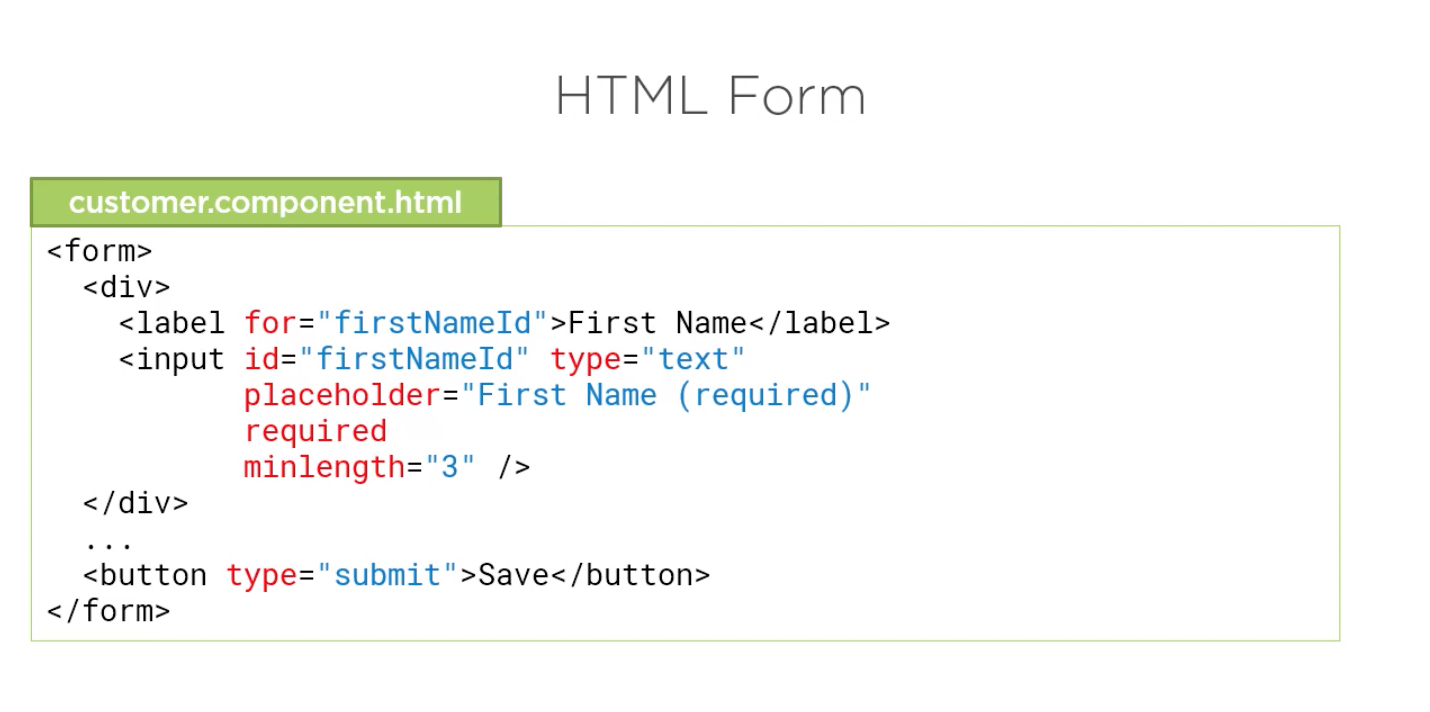 HTML Form
customer.component.html
<form>
  <div>
    <label for="firstNameId">First Name</label>
    <input id="firstNameId" type="text"
           placeholder="First Name (required)"
           required
           minlength="3" />
  </div>
  ...
  <button type="submit">Save</button>
</form>